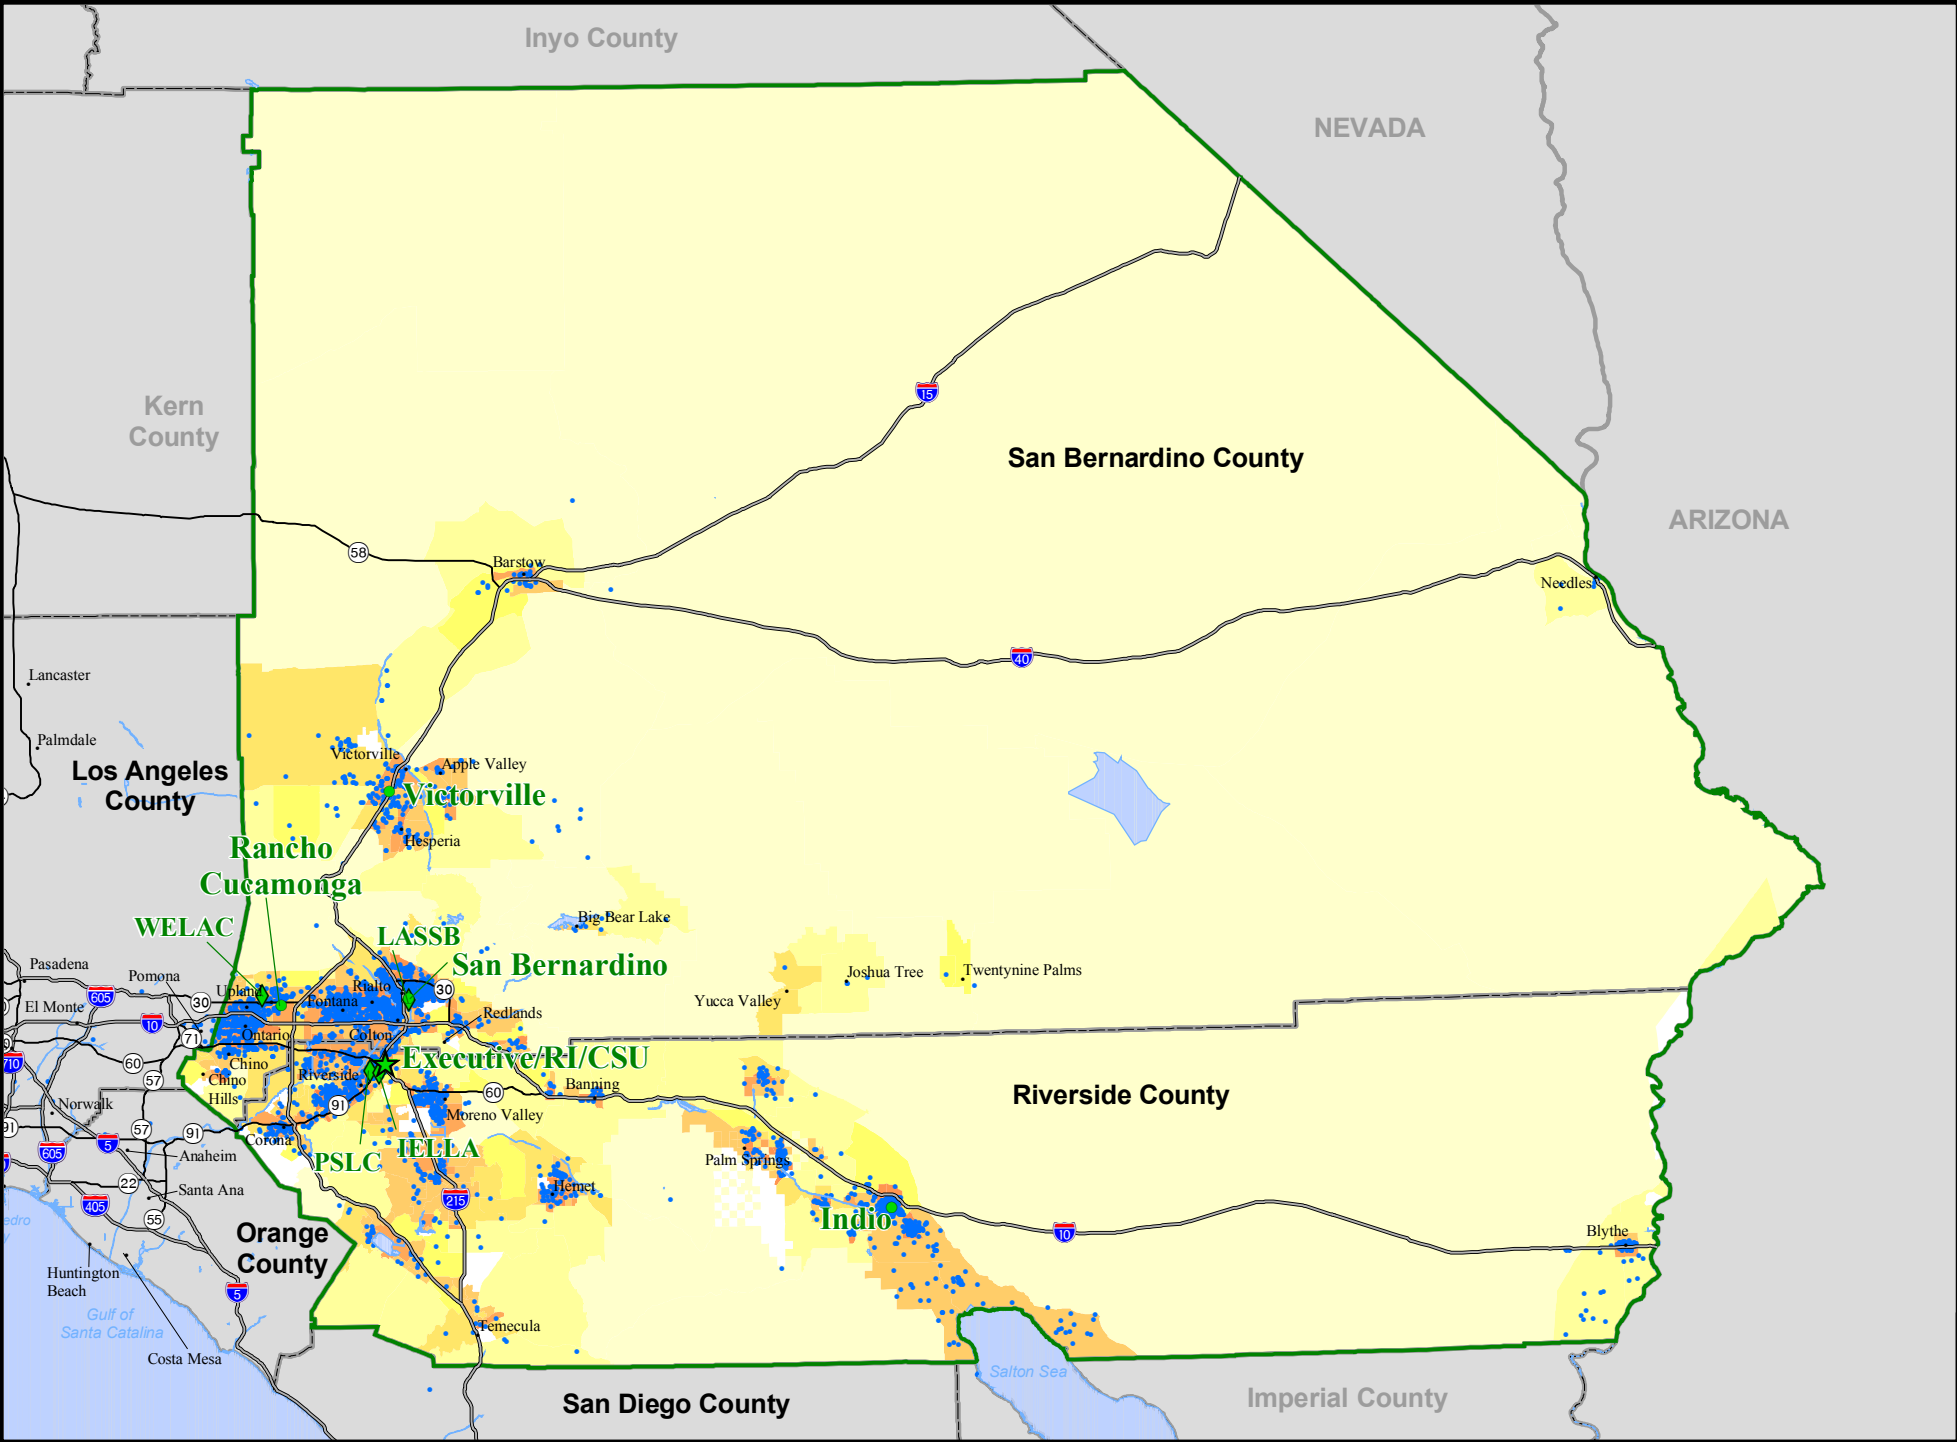 Inyo County
NEVADA
Kern
County
15
San Bernardino County
ARIZONA
58
Barstow
Needles
40
Lancaster
Palmdale
Los Angeles
County
Victorville
Apple Valley
Victorville
Hesperia
Rancho
Cucamonga
WELAC
LASSB
San Bernardino
Big Bear Lake
Pasadena
Pomona
Upland
Rialto
30
Joshua Tree
Twentynine Palms
El Monte
605
30
Fontana
Yucca Valley
Redlands
10
71
Ontario
Colton
710
60
Chino
Executive/RI/CSU
57
Chino
Hills
Riverside
Banning
60
Riverside County
Norwalk
91
Moreno Valley
91
57
91
5
Corona
605
Anaheim
PSLC
IELLA
Palm Springs
22
Santa Ana
Hemet
405
215
55
edro
Orange
County
Indio
10
Blythe
Huntington
Beach
5
Gulf of
Santa Catalina
Temecula
Costa Mesa
Salton Sea
San Diego County
Imperial County